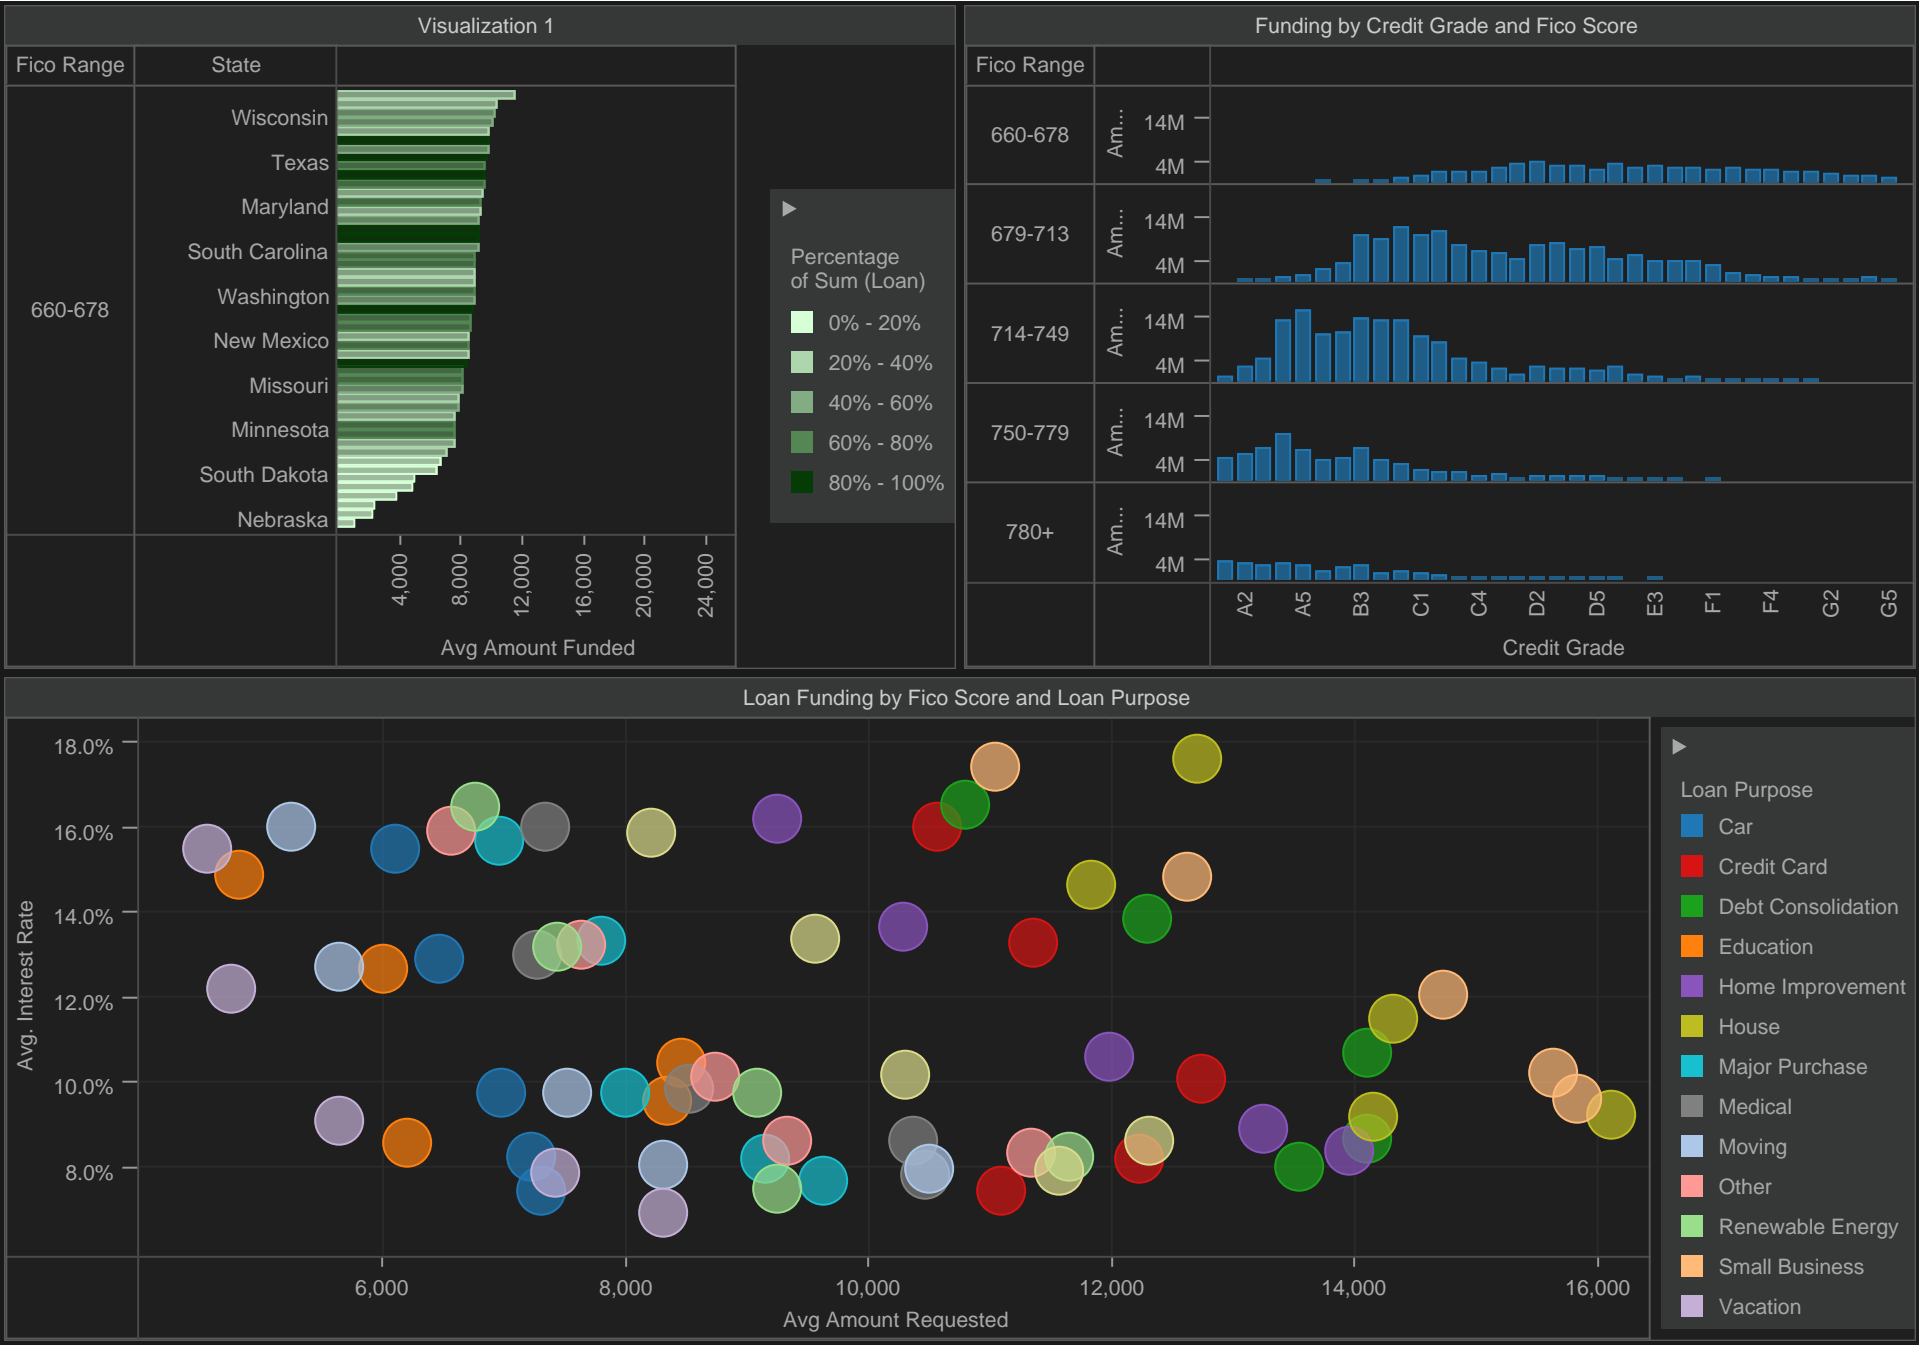 Visualization 1
Fico Range
State
660-678
Wisconsin
Texas
Maryland
South Carolina
Washington
New Mexico
Missouri
Minnesota
South Dakota
Nebraska
4,000
8,000
12,000
16,000
20,000
24,000
Avg Amount Funded
Percentage
of Sum (Loan)
0% - 20%
20% - 40%
40% - 60%
60% - 80%
80% - 100%
Funding by Credit Grade and Fico Score
Fico Range
660-678
Am...
14M
4M
679-713
Am...
14M
4M
714-749
Am...
14M
4M
750-779
Am...
14M
4M
780+
Am...
14M
4M
A2
A5
B3
C1
C4
D2
D5
E3
F1
F4
G2
G5
Credit Grade
Loan Funding by Fico Score and Loan Purpose
Avg. Interest Rate
18.0%
16.0%
14.0%
12.0%
10.0%
8.0%
6,000
8,000
10,000
12,000
14,000
16,000
Avg Amount Requested
Loan Purpose
Car
Credit Card
Debt Consolidation
Education
Home Improvement
House
Major Purchase
Medical
Moving
Other
Renewable Energy
Small Business
Vacation